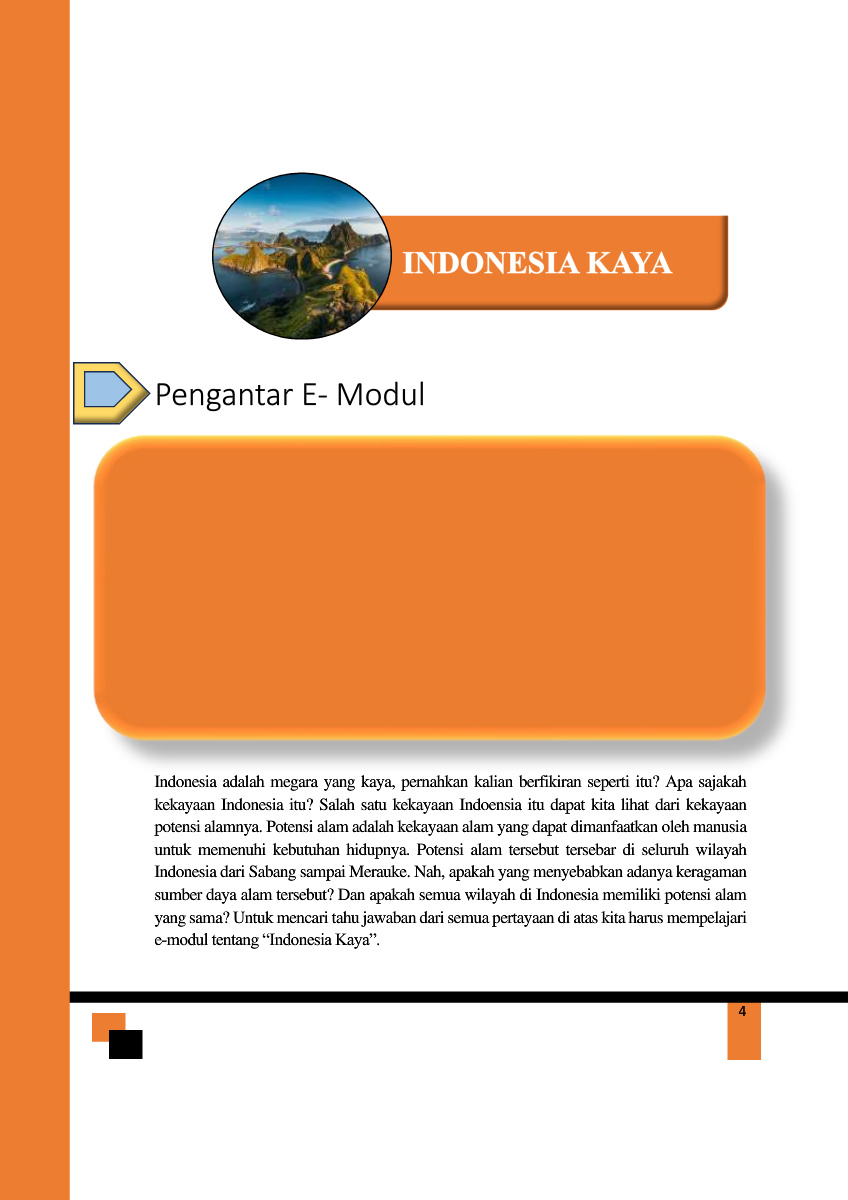 INDONESIA KAYA
Pengantar E- Modul
Indonesia adalah megara yang kaya, pernahkan kalian berfikiran seperti itu? Apa sajakah
kekayaan Indonesia itu? Salah satu kekayaan Indoensia itu dapat kita lihat dari kekayaan
potensi alamnya. Potensi alam adalah kekayaan alam yang dapat dimanfaatkan oleh manusia
untuk memenuhi kebutuhan hidupnya. Potensi alam tersebut tersebar di seluruh wilayah
Indonesia dari Sabang sampai Merauke. Nah, apakah yang menyebabkan adanya keragaman
sumber daya alam tersebut? Dan apakah semua wilayah di Indonesia memiliki potensi alam
yang sama? Untuk mencari tahu jawaban dari semua pertayaan di atas kita harus mempelajari
e-modul tentang “Indonesia Kaya”.
4